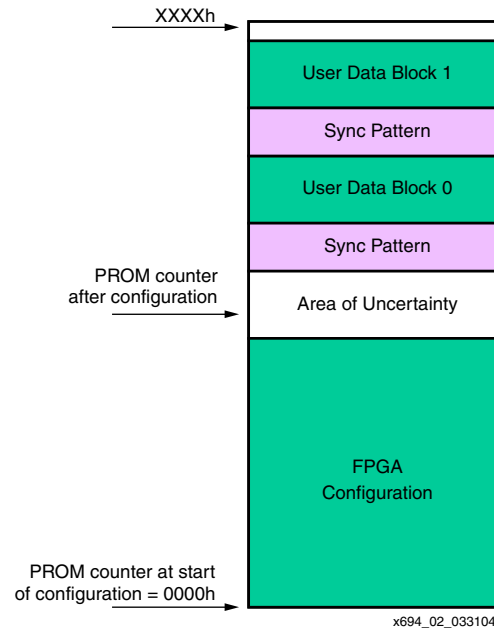 XXXXh
User Data Block 1
Sync Pattern
User Data Block 0
Sync Pattern
PROM counter
after configuration
Area of Uncertainty
FPGA
Configuration
PROM counter at start
of configuration = 0000h
x694_02_033104